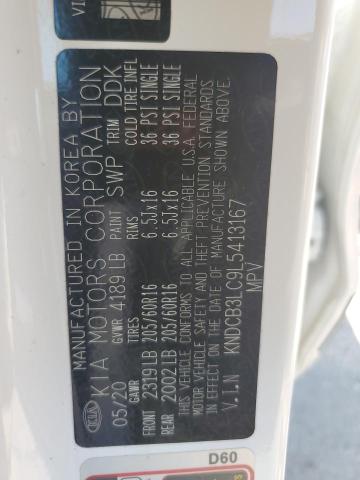 VI
MANUFACTURED IN KOREA BY
KIA KIA MOTORS CORPORATION
05/20 GVWR 4189 LB PAINT SWP TRIM DDK
GAWR TIRES RIMS COLD TIRE INFL
FRONT 2319 LB 205/60R16 6.5Jx16 36 PSI SINGLE
REAR 2002 LB 205/60R16 6.5Jx16 36 PSI SINGLE
THIS VEHICLE CONFORMS TO ALL APPLICABLE U.S.A. FEDERAL
MOTOR VEHICLE SAFETY AND THEFT PREVENTION STANDARDS
IN EFFECT ON THE DATE OF MANUFACTURE SHOWN ABOVE.
V.I.N KNDCB3LC9L5413167
MPV
D60